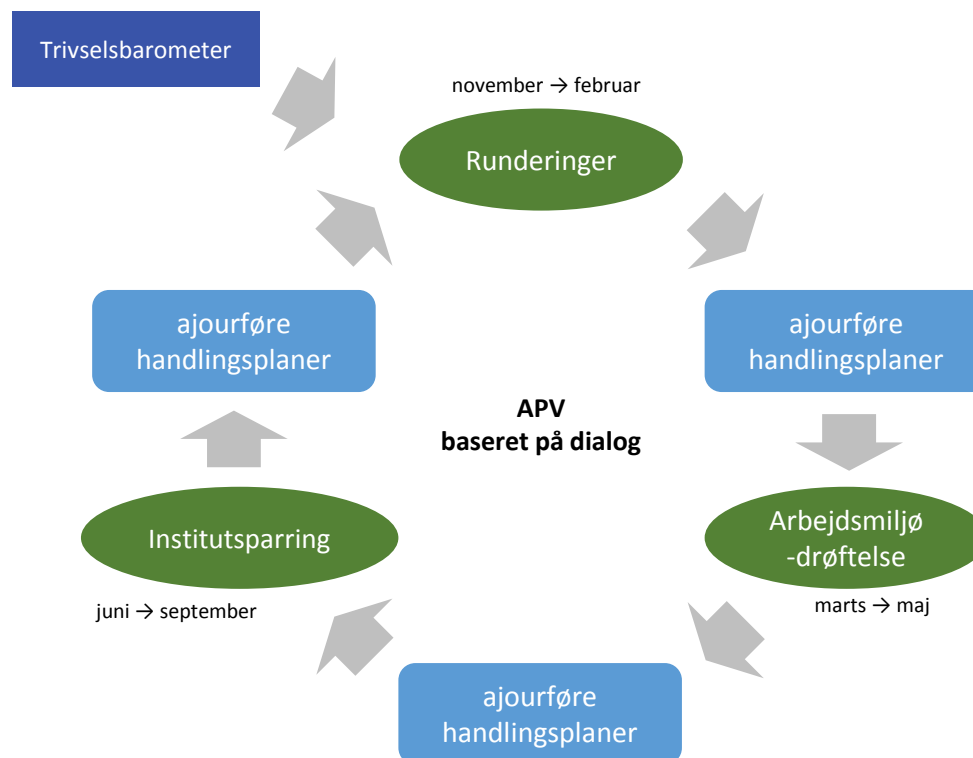 Trivselsbarometer
november → februar
Runderinger
ajourføre
handlingsplaner
ajourføre
handlingsplaner
APV
baseret på dialog
Institutsparring
juni → september
Arbejdsmiljø
-drøftelse
marts → maj
ajourføre
handlingsplaner